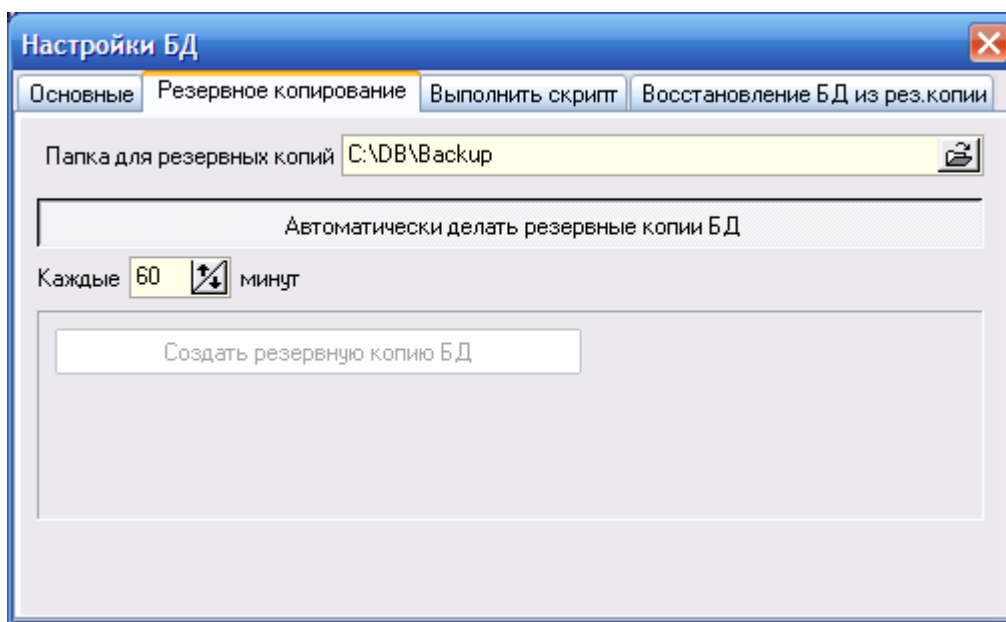 Настройки БД
Основные Резервное копирование Выполнить скрипт Восстановление БД из рез.копии
Папка для резервных копий C:\DB\Backup
Автоматически делать резервные копии БД
Каждые 60 минут
Создать резервную копию БД